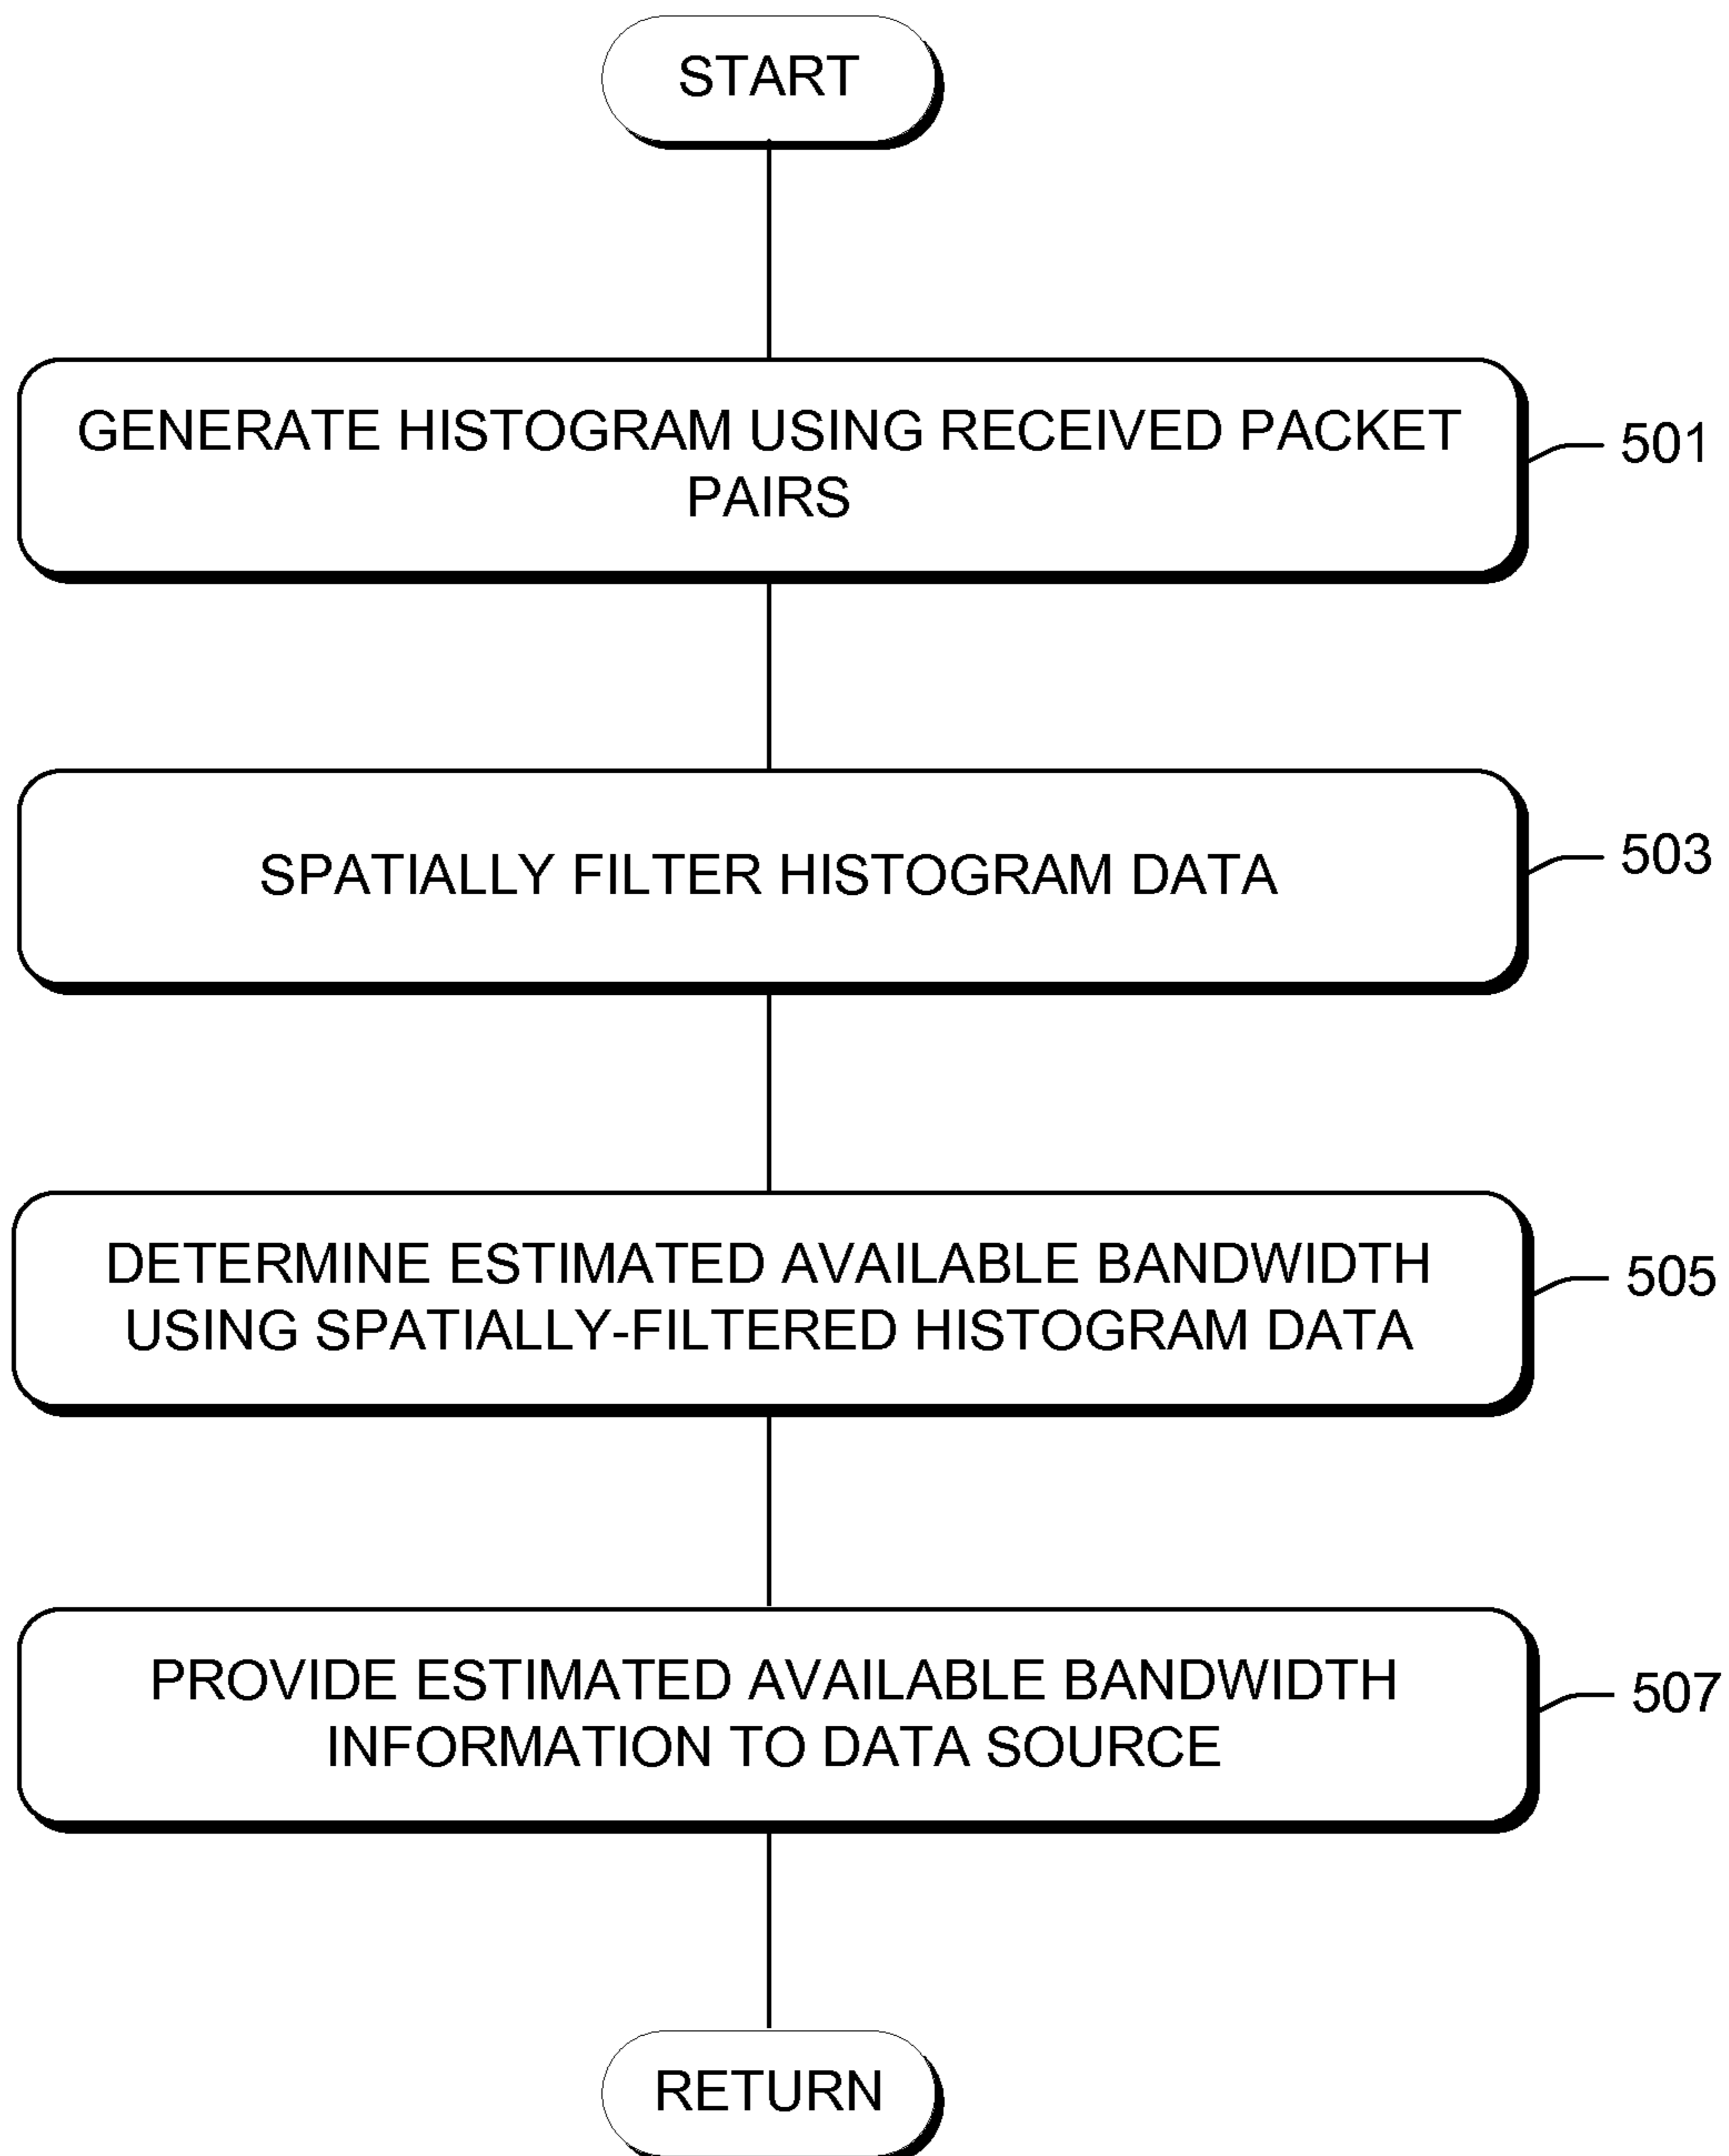 START
GENERATE HISTOGRAM USING RECEIVED PACKET
PAIRS
501
SPATIALLY FILTER HISTOGRAM DATA
503
DETERMINE ESTIMATED AVAILABLE BANDWIDTH
USING SPATIALLY-FILTERED HISTOGRAM DATA
505
PROVIDE ESTIMATED AVAILABLE BANDWIDTH
INFORMATION TO DATA SOURCE
507
RETURN